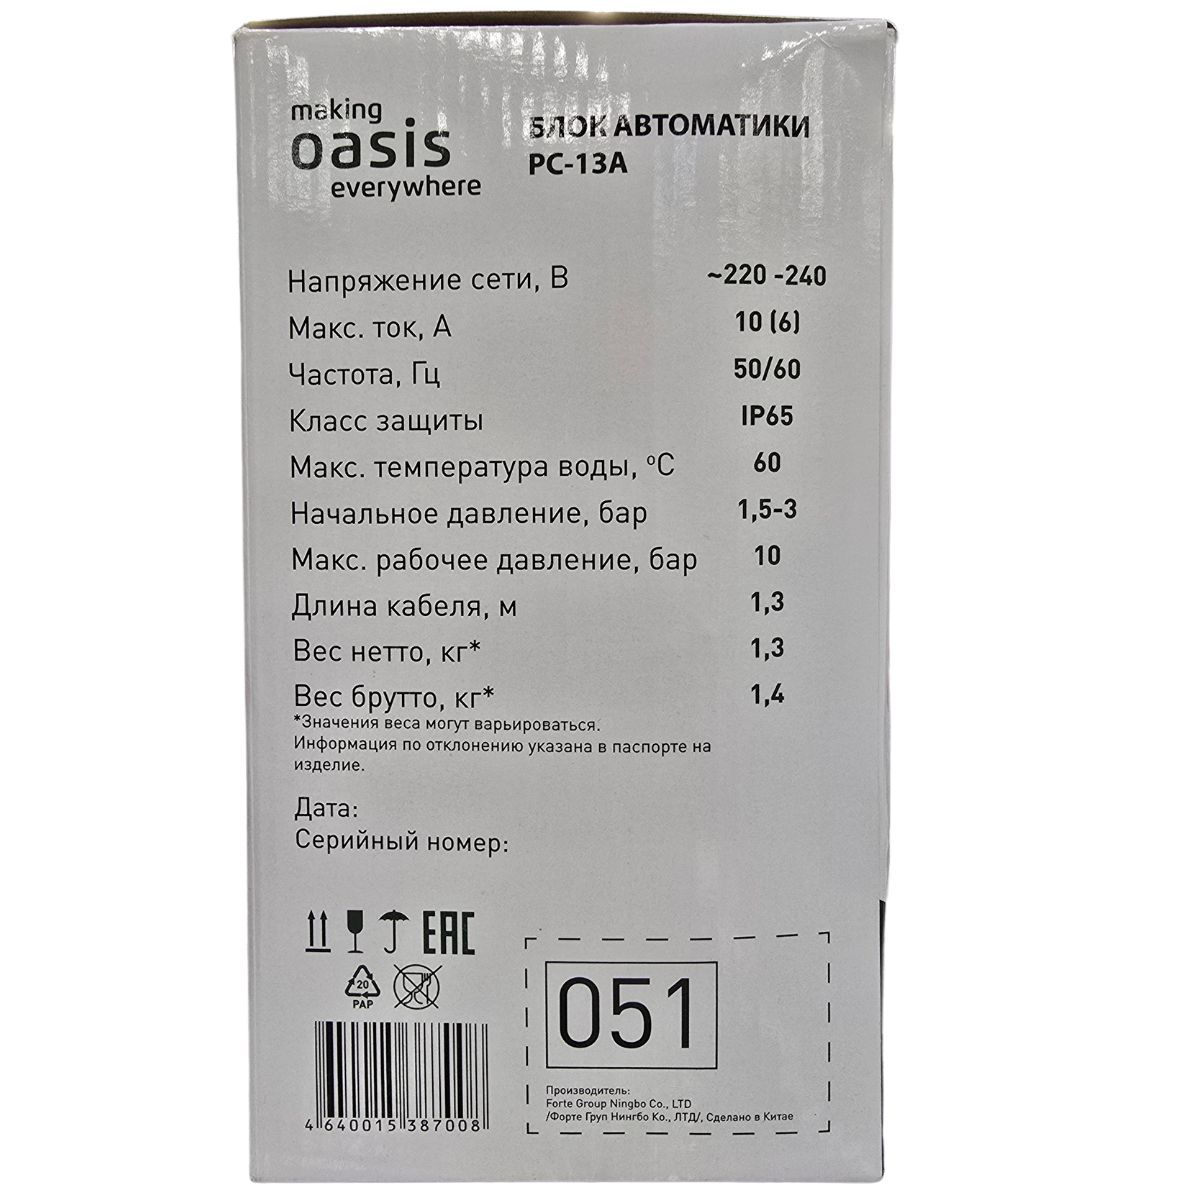 making
oasis
everywhere
БЛОК АВТОМАТИКИ
PC-13A
Напряжение сети, В ~220 -240
Макс. ток, А 10 (6)
Частота, Гц 50/60
Класс защиты IP65
Макс. температура воды, °С 60
Начальное давление, бар 1,5-3
Макс. рабочее давление, бар 10
Длина кабеля, м 1,3
Вес нетто, кг* 1,3
Вес брутто, кг* 1,4
*Значения веса могут варьироваться.
Информация по отклонению указана в паспорте на
изделие.
Дата:
Серийный номер:
EAC
20
PAP
4 640015 387008
051
Производитель:
Forte Group Ningbo Co., LTD
/Форте Груп Нингбо Ко., ЛТД/, Сделано в Китае